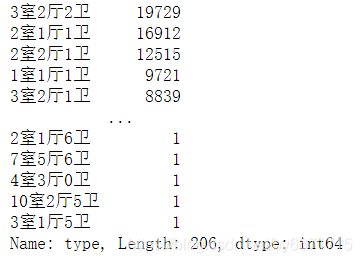 3室2厅2卫 19729
2室1厅1卫 16912
2室2厅1卫 12515
1室1厅1卫 9721
3室2厅1卫 8839
...
2室1厅6卫 1
7室5厅6卫 1
4室3厅0卫 1
10室2厅5卫 1
3室1厅5卫 1
Name: type, Length: 206, dtype: int64